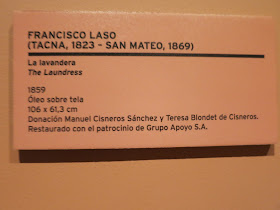 FRANCISCO LASO
(TACNA, 1823 - SAN MATEO, 1869)
La lavandera
The Laundress
1859
Óleo sobre tela
106 x 61,3 cm
Donación Manuel Cisneros Sánchez y Teresa Blondet de Cisneros.
Restaurado con el patrocinio de Grupo Apoyo S.A.